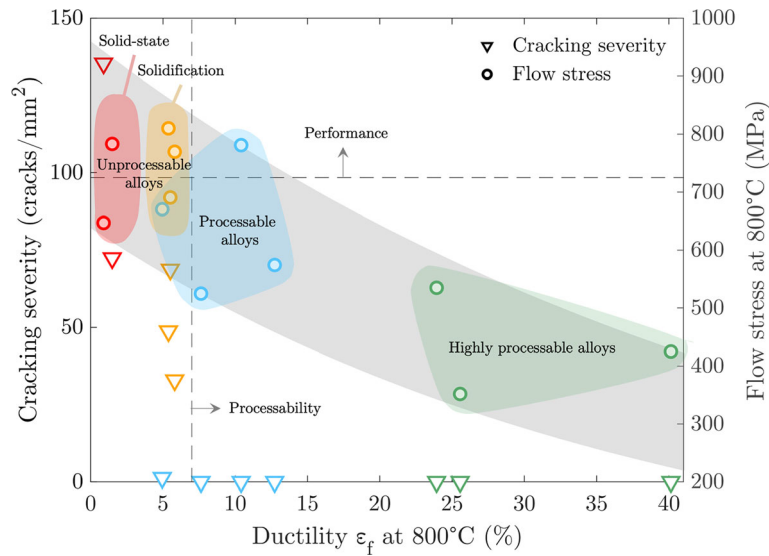 150
100
50
0
Cracking severity (cracks/mm²)
1000
900
800
700
600
500
400
300
200
Flow stress at 800°C (MPa)
0 5 10 15 20 25 30 35 40
Ductility ε_f at 800°C (%)
Solid-state
Solidification
Cracking severity
Flow stress
Performance
Unprocessable
alloys
Processable
alloys
Highly processable alloys
Processability